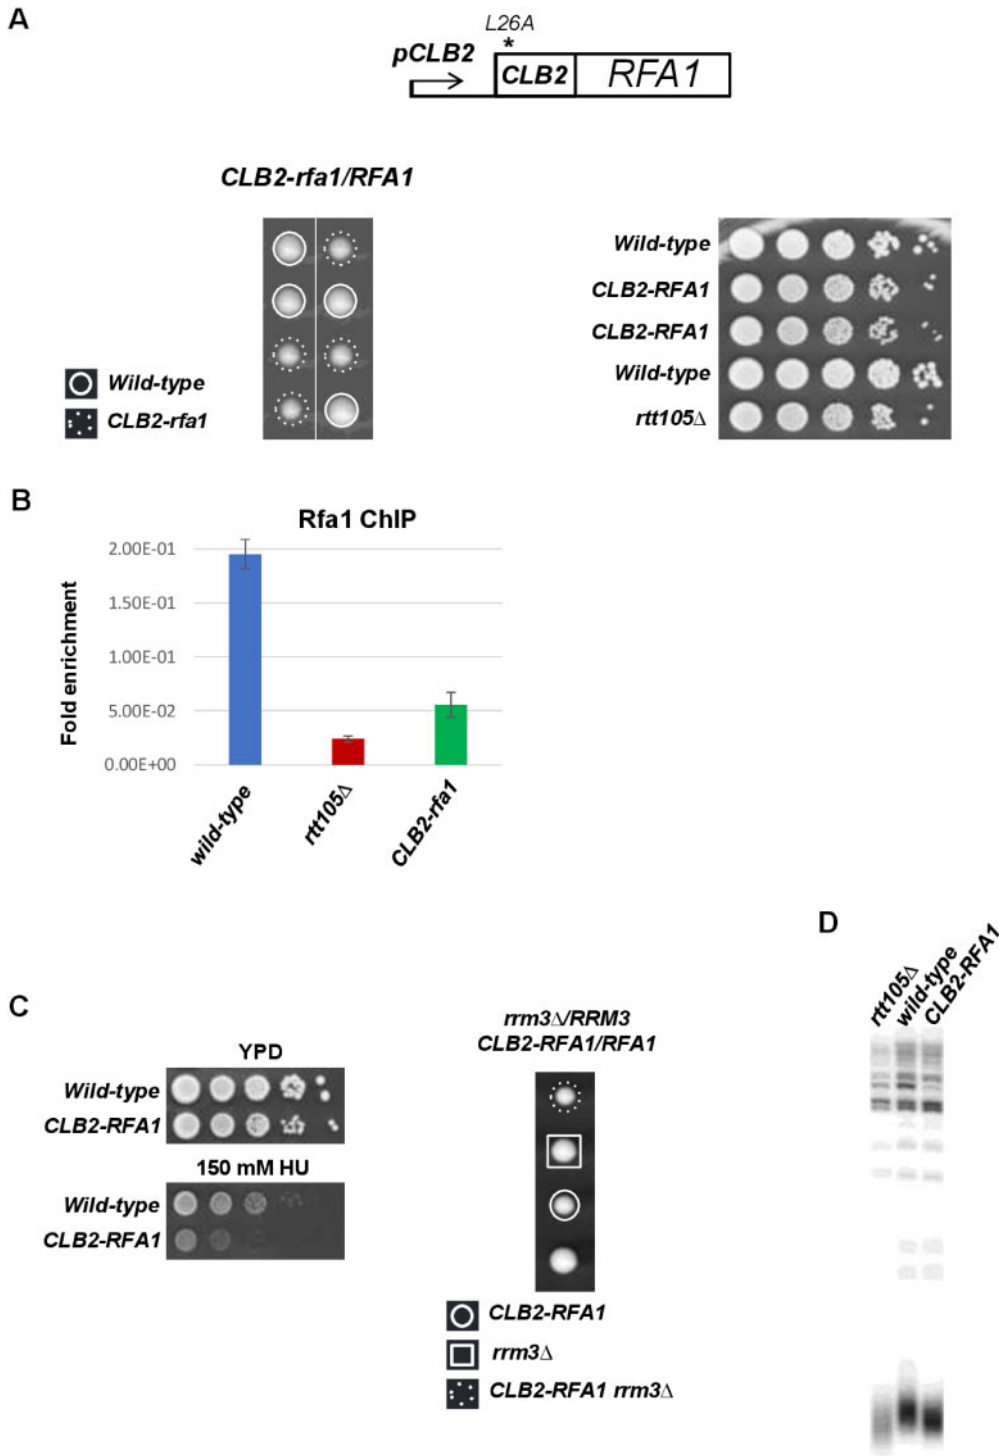 A
L26A
*
pCLB2
CLB2
RFA1
CLB2-rfa1/RFA1
Wild-type
CLB2-rfa1
Wild-type
CLB2-RFA1
CLB2-RFA1
Wild-type
rtt105Δ
B
Rfa1 ChIP
Fold enrichment
2.00E-01
1.50E-01
1.00E-01
5.00E-02
0.00E+00
wild-type
rtt105Δ
CLB2-rfa1
C
YPD
Wild-type
CLB2-RFA1
150 mM HU
Wild-type
CLB2-RFA1
rrm3Δ/RRM3
CLB2-RFA1/RFA1
CLB2-RFA1
rrm3Δ
CLB2-RFA1 rrm3Δ
D
rtt105Δ
wild-type
CLB2-RFA1